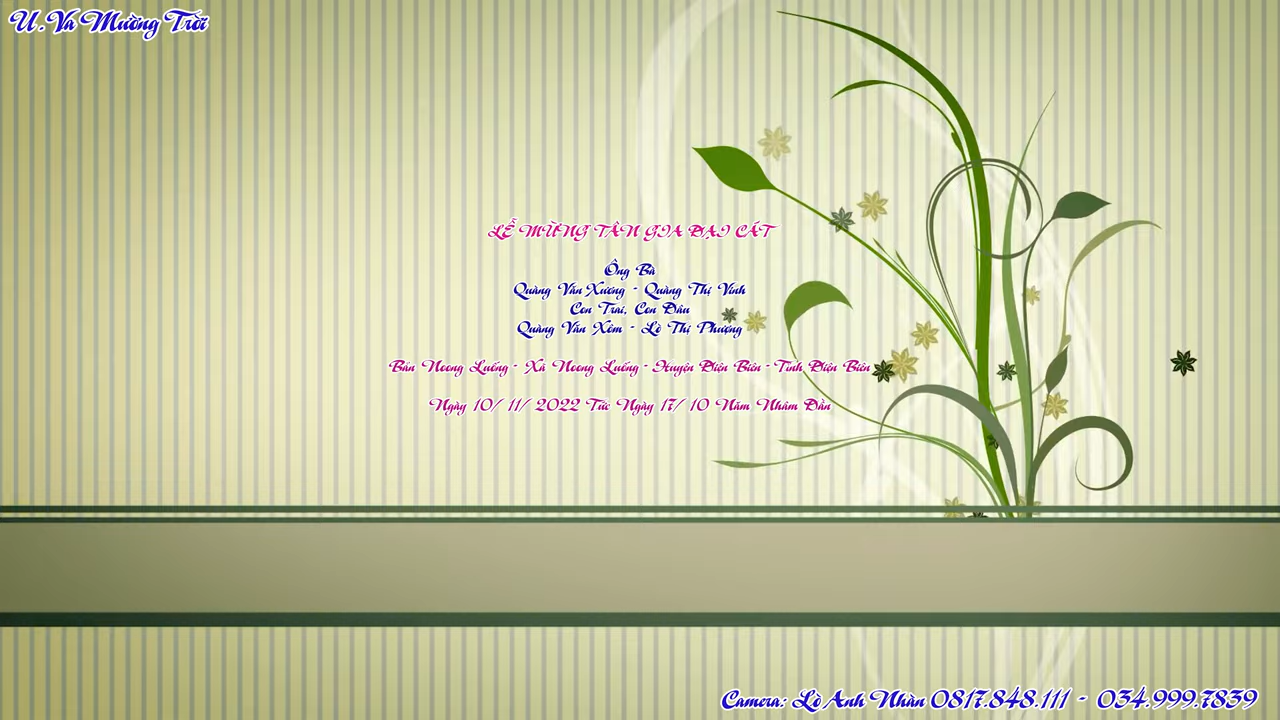 U.Va Mường Trời
LỄ MỪNG TÂN GIA ĐẠI CÁT
Ông Bà
Quàng Văn Xương - Quàng Thị Vinh
Con Trai, Con Dâu
Quàng Văn Xôm - Lò Thị Phượng
Bản Noong Luống - Xã Noong Luống - Huyện Điện Biên - Tỉnh Điện Biên
Ngày 10/ 11/ 2022 Tức Ngày 17/ 10 Năm Nhâm Dần
Camera: Lò Anh Nhàn 0817.848.111 - 034.999.7839